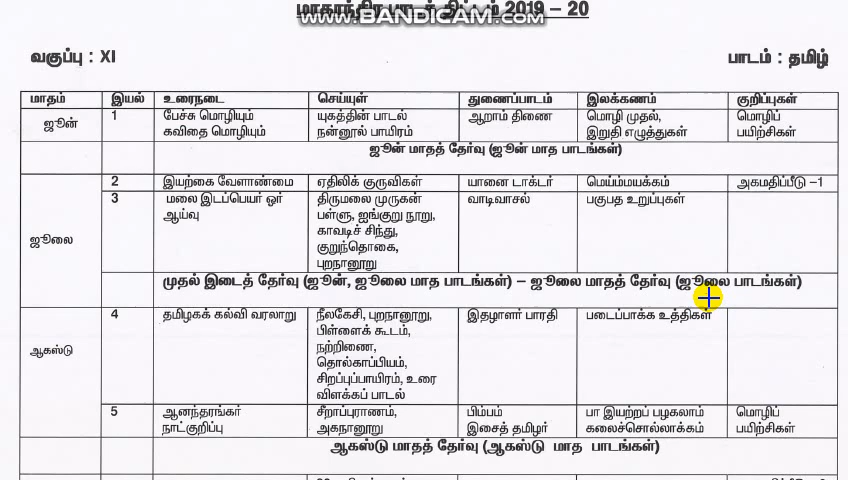 மாதாந்திர பாடத் திட்டம் 2019 – 20
www.BANDICAM.com
வகுப்பு : XI
பாடம் : தமிழ்
மாதம் இயல் உரைநடை செய்யுள் துணைப்பாடம் இலக்கணம் குறிப்புகள்
ஜூன் 1 பேச்சு மொழியும் யுகத்தின் பாடல் ஆறாம் திணை மொழி முதல், மொழிப்
கவிதை மொழியும் நன்னூல் பாயிரம் இறுதி எழுத்துகள் பயிற்சிகள்
ஜூன் மாதத் தேர்வு (ஜூன் மாத பாடங்கள்)
2 இயற்கை வேளாண்மை ஏதிலிக் குருவிகள் யானை டாக்டர் மெய்ம்மயக்கம் அகமதிப்பீடு –1
ஜூலை 3 மலை இடப்பெயர் ஓர் திருமலை முருகன் வாடிவாசல் பகுபத உறுப்புகள்
ஆய்வு பள்ளு, ஐங்குறு நூறு,
காவடிச் சிந்து,
குறுந்தொகை,
புறநானூறு
முதல் இடைத் தேர்வு (ஜூன், ஜூலை மாத பாடங்கள்) – ஜூலை மாதத் தேர்வு (ஜூலை பாடங்கள்)
ஆகஸ்டு 4 தமிழகக் கல்வி வரலாறு நீலகேசி, புறநானூறு, இதழாளர் பாரதி படைப்பாக்க உத்திகள்
பிள்ளைக் கூடம்,
நற்றிணை,
தொல்காப்பியம்,
சிறப்புப்பாயிரம், உரை
விளக்கப் பாடல்
5 ஆனந்தரங்கர் சீறாப்புராணம், பிம்பம் பா இயற்றப் பழகலாம் மொழிப்
நாட்குறிப்பு அகநானூறு இசைத் தமிழர் கலைச்சொல்லாக்கம் பயிற்சிகள்
ஆகஸ்டு மாதத் தேர்வு (ஆகஸ்டு மாத பாடங்கள்)